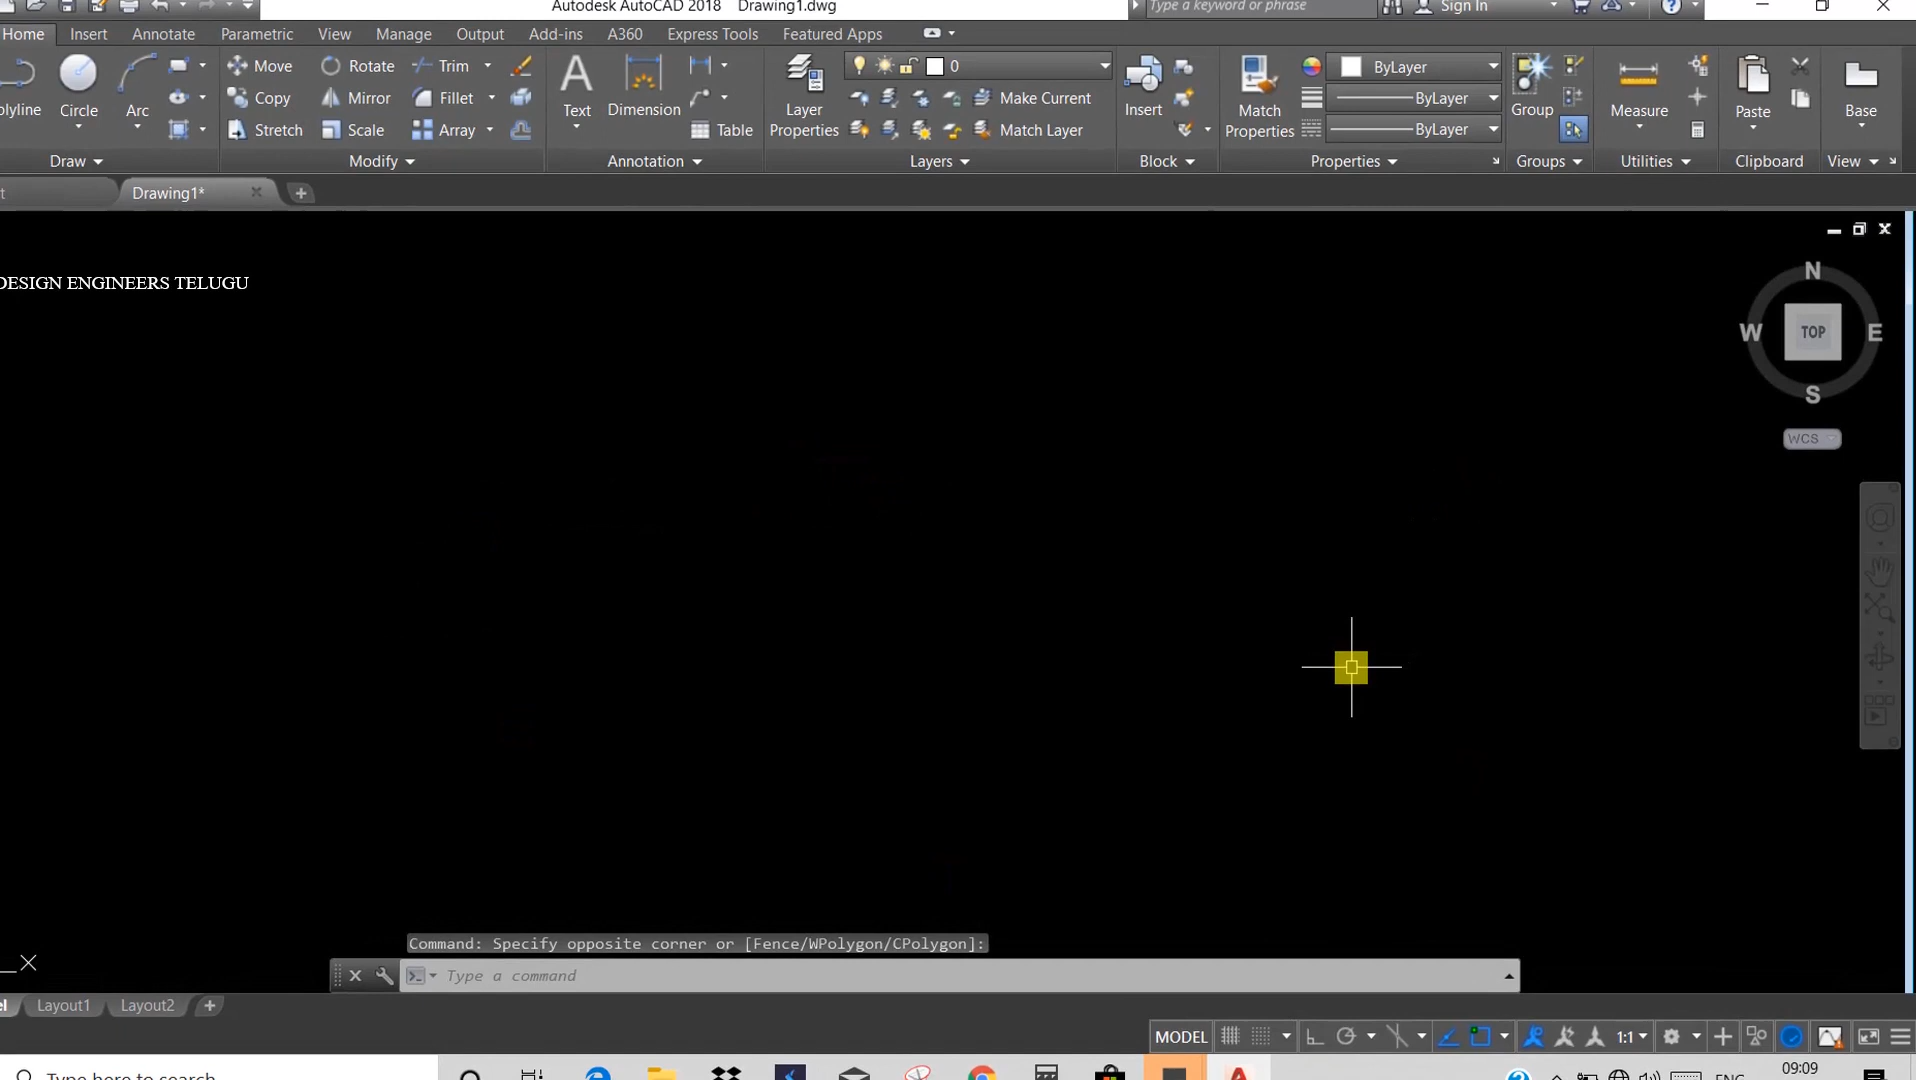 Autodesk AutoCAD 2018 Drawing1.dwg
Type a keyword or phrase
Sign In
Home Insert Annotate Parametric View Manage Output Add-ins A360 Express Tools Featured Apps
Move Rotate Trim
0
ByLayer
Circle Arc
Copy Mirror Fillet
Text Dimension
Layer Properties
Make Current
Insert
Match Properties
ByLayer
Group
Measure
Paste
Base
Stretch Scale Array
Table
Match Layer
ByLayer
Draw Modify Annotation Layers Block Properties Groups Utilities Clipboard View
Drawing1*
DESIGN ENGINEERS TELUGU
N
W TOP E
S
WCS
Command: Specify opposite corner or [Fence/WPolygon/CPolygon]:
Type a command
Layout1 Layout2
MODEL 1:1
Type here to search
ENG
09:09